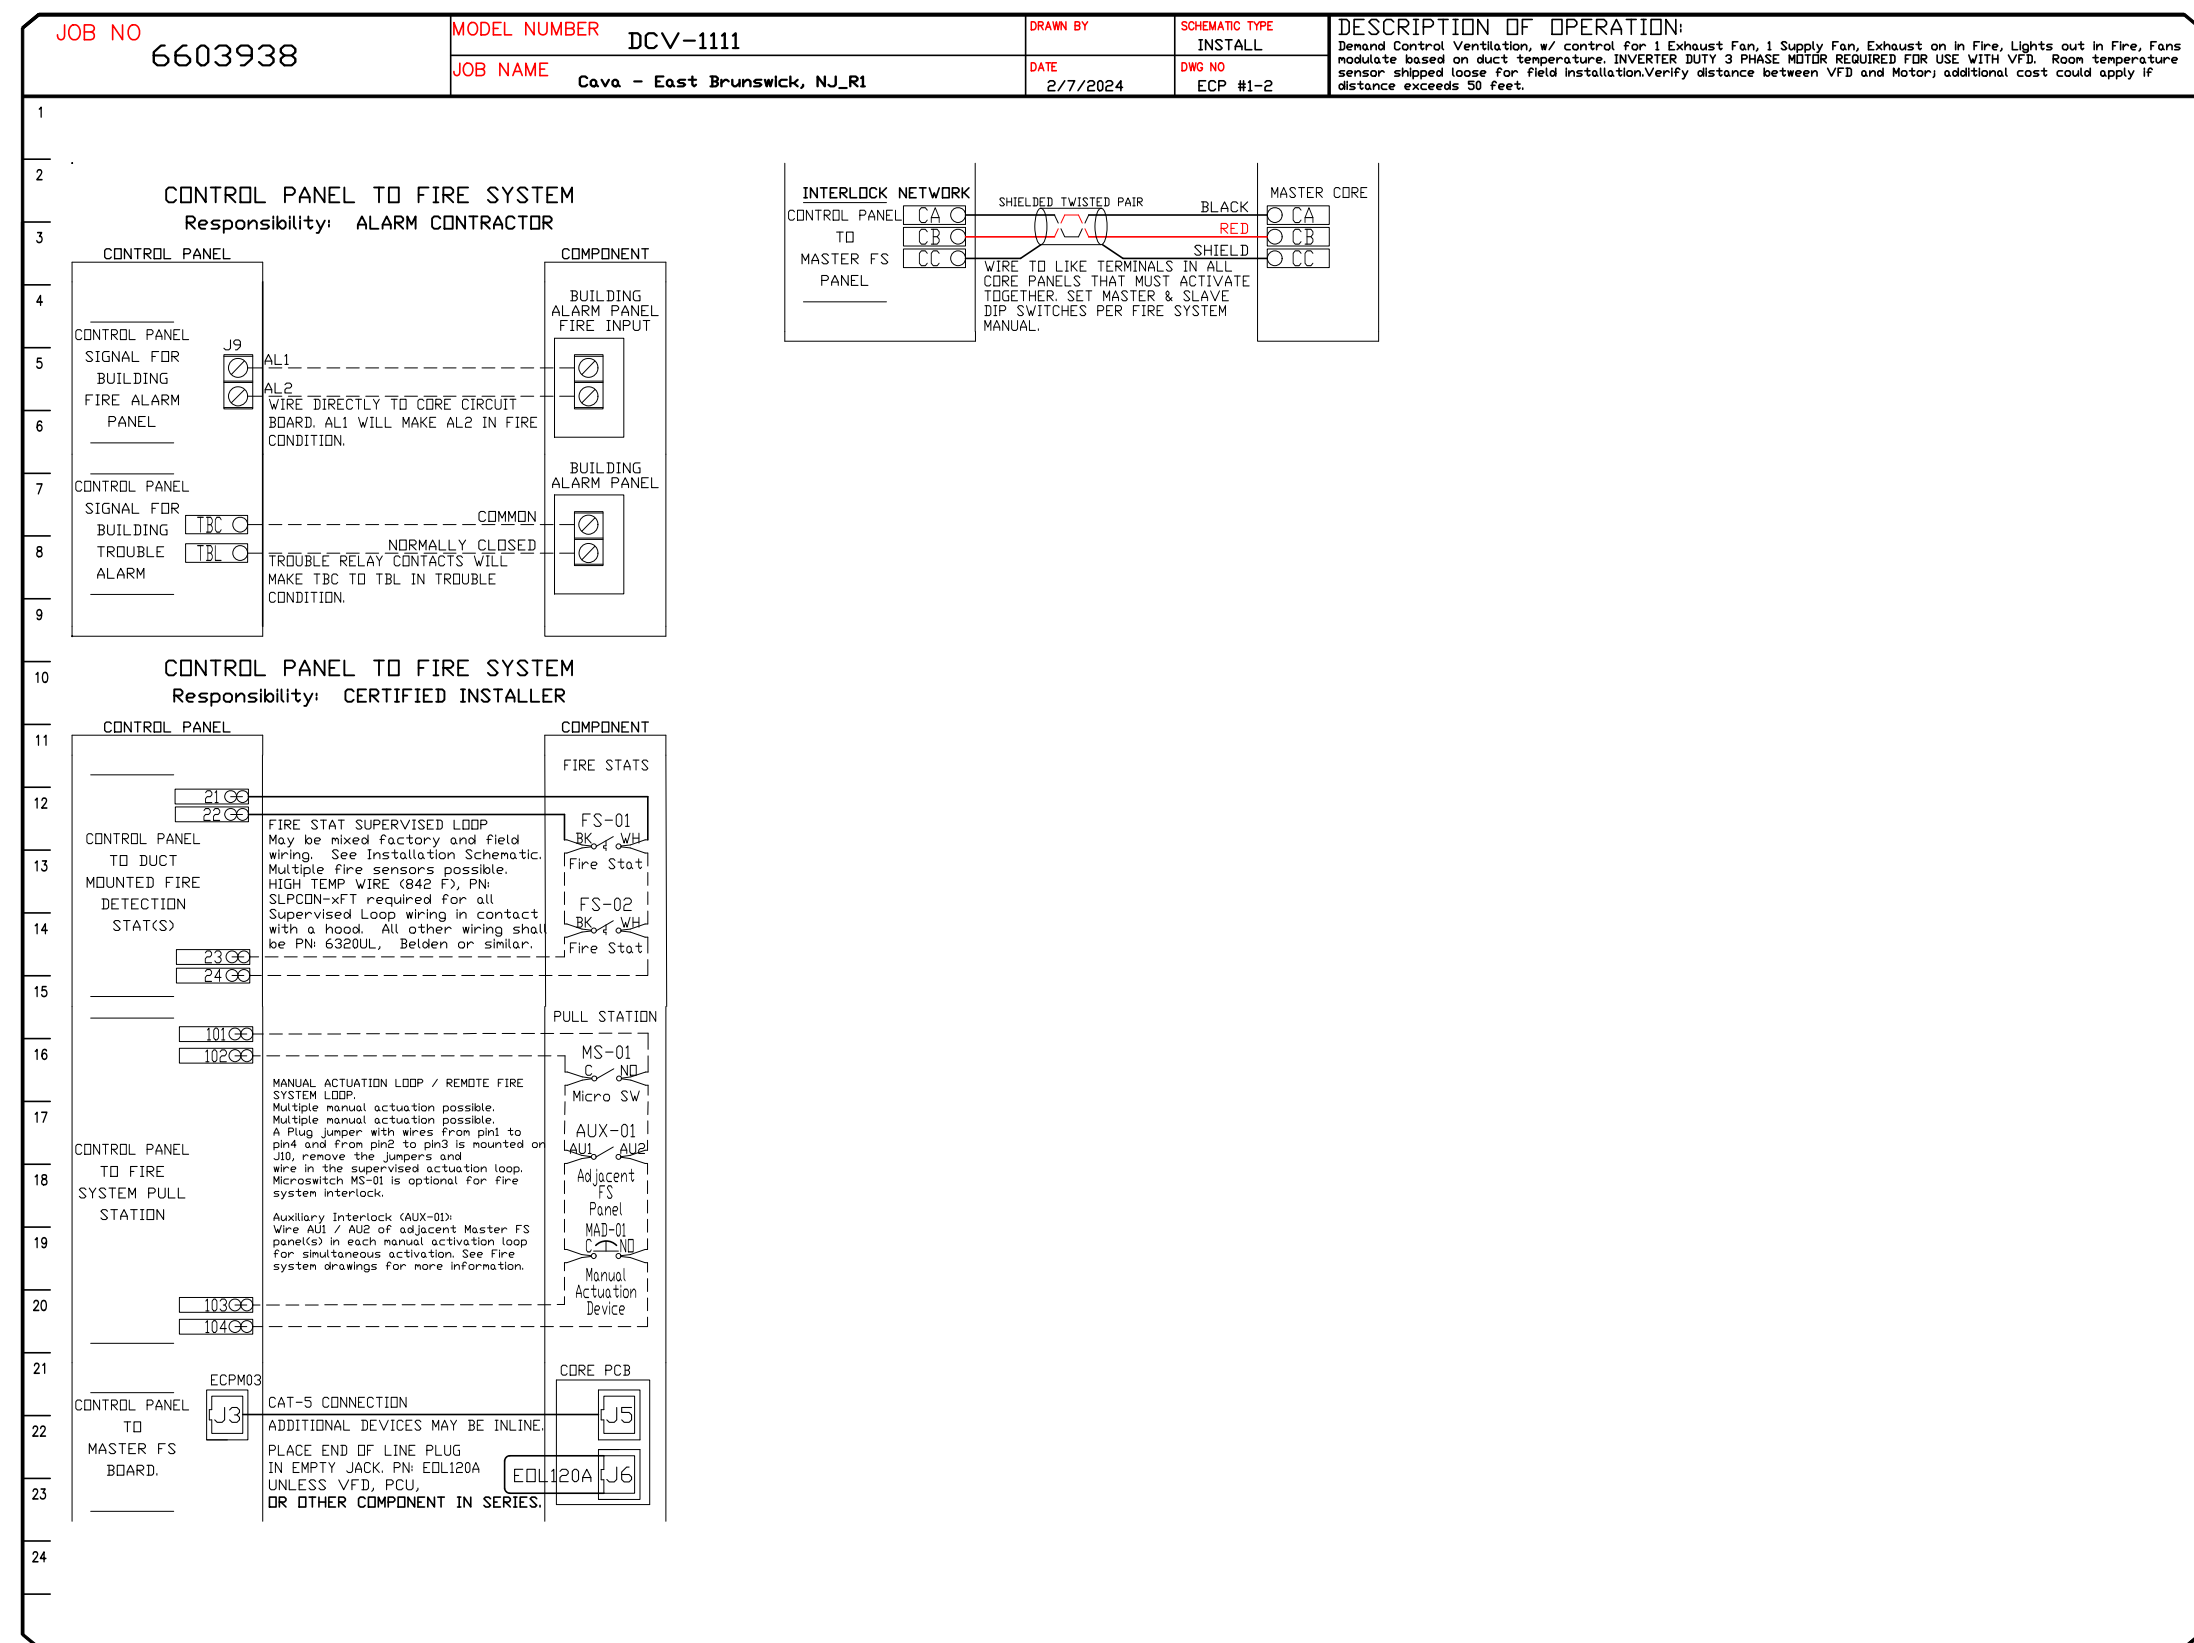 JOB NO
6603938
MODEL NUMBER
DCV-1111
JOB NAME
Cava - East Brunswick, NJ_R1
DRAWN BY
DATE
2/7/2024
SCHEMATIC TYPE
INSTALL
DWG NO
ECP #1-2
DESCRIPTION OF OPERATION:
Demand Control Ventilation, w/ control for 1 Exhaust Fan, 1 Supply Fan, Exhaust on in Fire, Lights out in Fire, Fans
modulate based on duct temperature. INVERTER DUTY 3 PHASE MOTOR REQUIRED FOR USE WITH VFD. Room temperature
sensor shipped loose for field installation.Verify distance between VFD and Motor; additional cost could apply if
distance exceeds 50 feet.
1
2
3
4
5
6
7
8
9
10
11
12
13
14
15
16
17
18
19
20
21
22
23
24
CONTROL PANEL TO FIRE SYSTEM
Responsibility: ALARM CONTRACTOR
CONTROL PANEL
COMPONENT
CONTROL PANEL
SIGNAL FOR
BUILDING
FIRE ALARM
PANEL
J9
AL1
AL2
WIRE DIRECTLY TO CORE CIRCUIT
BOARD. AL1 WILL MAKE AL2 IN FIRE
CONDITION.
BUILDING
ALARM PANEL
FIRE INPUT
CONTROL PANEL
SIGNAL FOR
BUILDING
TROUBLE
ALARM
TBC
TBL
COMMON
NORMALLY CLOSED
TROUBLE RELAY CONTACTS WILL
MAKE TBC TO TBL IN TROUBLE
CONDITION.
BUILDING
ALARM PANEL
INTERLOCK NETWORK
CONTROL PANEL
TO
MASTER FS
PANEL
CA
CB
CC
SHIELDED TWISTED PAIR
BLACK
RED
SHIELD
WIRE TO LIKE TERMINALS IN ALL
CORE PANELS THAT MUST ACTIVATE
TOGETHER. SET MASTER & SLAVE
DIP SWITCHES PER FIRE SYSTEM
MANUAL.
MASTER CORE
CA
CB
CC
CONTROL PANEL TO FIRE SYSTEM
Responsibility: CERTIFIED INSTALLER
CONTROL PANEL
COMPONENT
CONTROL PANEL
TO DUCT
MOUNTED FIRE
DETECTION
STAT(S)
21
22
23
24
FIRE STAT SUPERVISED LOOP
May be mixed factory and field
wiring. See Installation Schematic.
Multiple fire sensors possible.
HIGH TEMP WIRE (842 F), PN:
SLPCON-xFT required for all
Supervised Loop wiring in contact
with a hood. All other wiring shall
be PN: 6320UL, Belden or similar.
FIRE STATS
FS-01
BK WH
Fire Stat
FS-02
BK WH
Fire Stat
CONTROL PANEL
TO FIRE
SYSTEM PULL
STATION
101
102
103
104
MANUAL ACTUATION LOOP / REMOTE FIRE
SYSTEM LOOP.
Multiple manual actuation possible.
Multiple manual actuation possible.
A Plug jumper with wires from pin1 to
pin4 and from pin2 to pin3 is mounted on
J10, remove the jumpers and
wire in the supervised actuation loop.
Microswitch MS-01 is optional for fire
system interlock.
Auxiliary Interlock (AUX-01):
Wire AU1 / AU2 of adjacent Master FS
panel(s) in each manual activation loop
for simultaneous activation. See Fire
system drawings for more information.
PULL STATION
MS-01
C NO
Micro SW
AUX-01
AU1 AU2
Adjacent
FS
Panel
MAD-01
C NO
Manual
Actuation
Device
CONTROL PANEL
TO
MASTER FS
BOARD.
ECPM03
J3
CAT-5 CONNECTION
ADDITIONAL DEVICES MAY BE INLINE.
PLACE END OF LINE PLUG
IN EMPTY JACK. PN: EOL120A
UNLESS VFD, PCU,
OR OTHER COMPONENT IN SERIES.
CORE PCB
J5
EOL120A
J6